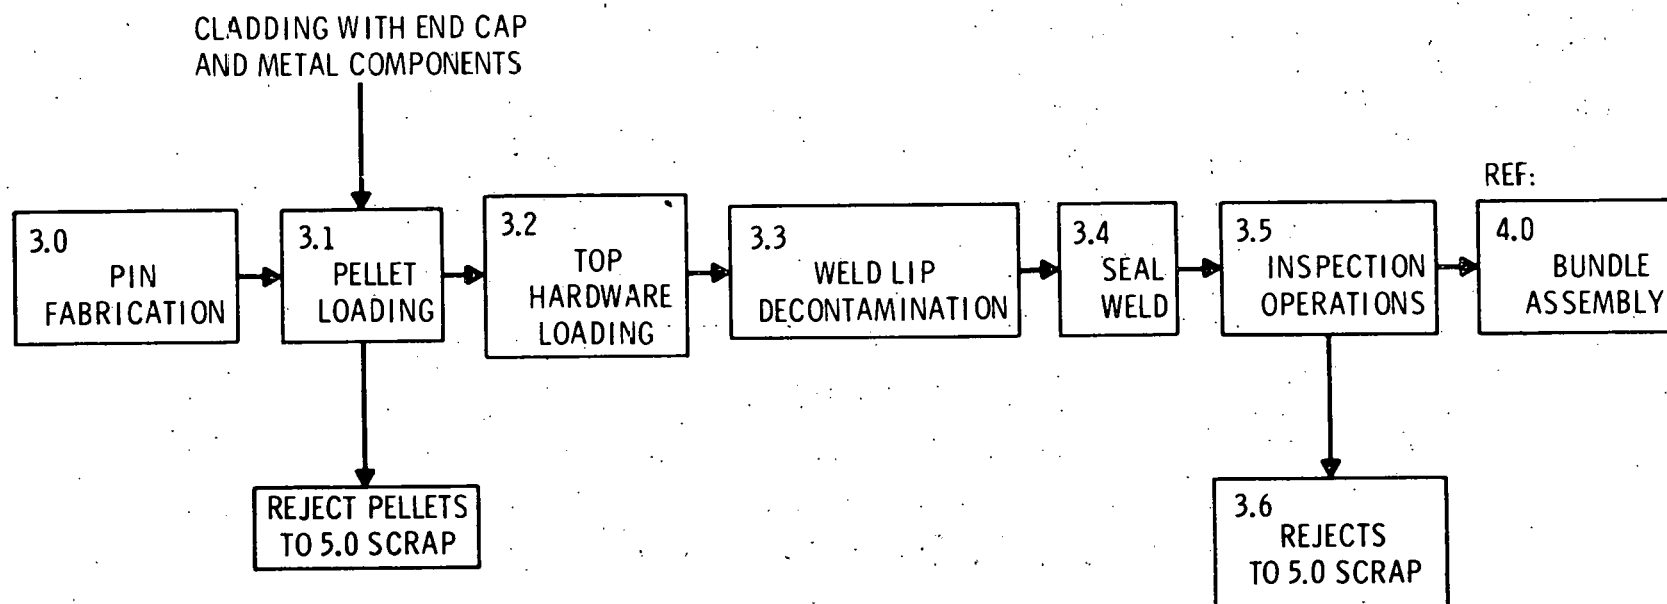 CLADDING WITH END CAP
AND METAL COMPONENTS
3.0
PIN
FABRICATION
3.1
PELLET
LOADING
3.2
TOP
HARDWARE
LOADING
3.3
WELD LIP
DECONTAMINATION
3.4
SEAL
WELD
3.5
INSPECTION
OPERATIONS
REF:
4.0
BUNDLE
ASSEMBLY
REJECT PELLETS
TO 5.0 SCRAP
3.6
REJECTS
TO 5.0 SCRAP